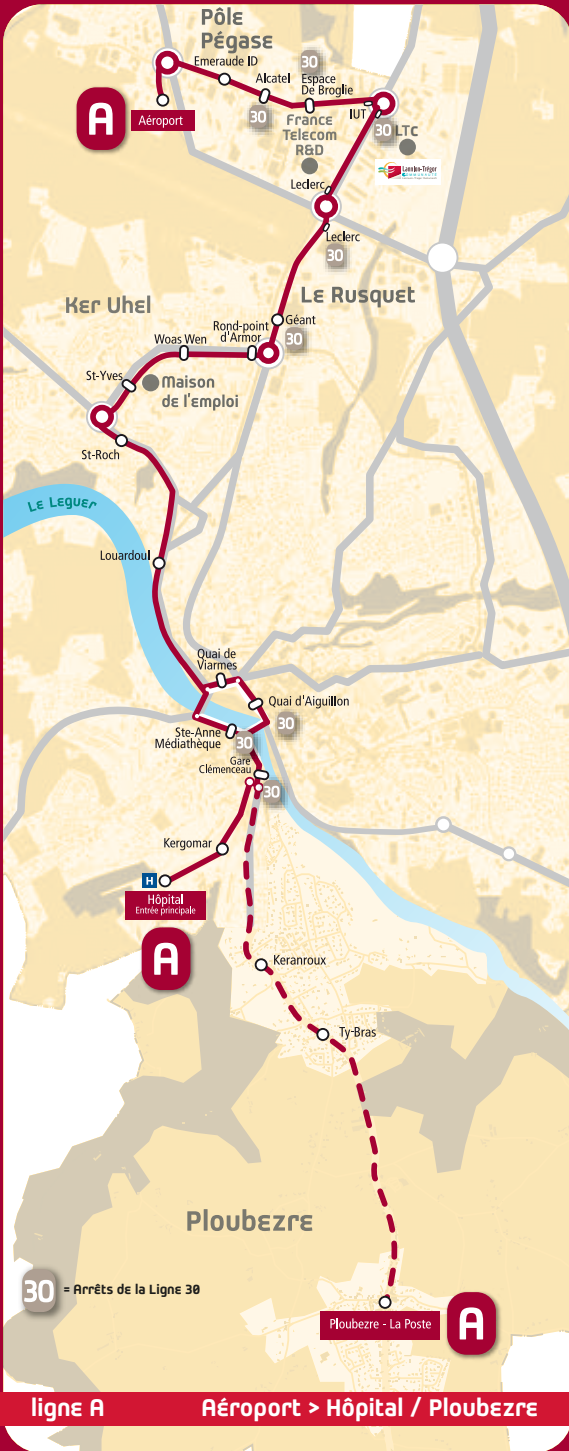 Pôle
Pégase
Emeraude ID
30
Alcatel
Espace
De Broglie
A
Aéroport
30
France
Telecom
R&D
IUT
30
LTC
Lannion-Trégor
COMMUNAUTÉ
Leclerc
Leclerc
30
Ker Uhel
Le Rusquet
Géant
Rond-point
d'Armor
30
Woas Wen
St-Yves
Maison
de l'emploi
St-Roch
Le Leguer
Louardoul
Quai de
Viarmes
Quai d'Aiguillon
30
Ste-Anne
Médiathèque
30
Gare
Clémenceau
30
Kergomar
H
Hôpital
Entrée principale
A
Keranroux
Ty-Bras
Ploubezre
30 = Arrêts de la Ligne 30
Ploubezre - La Poste
A
ligne A
Aéroport > Hôpital / Ploubezre